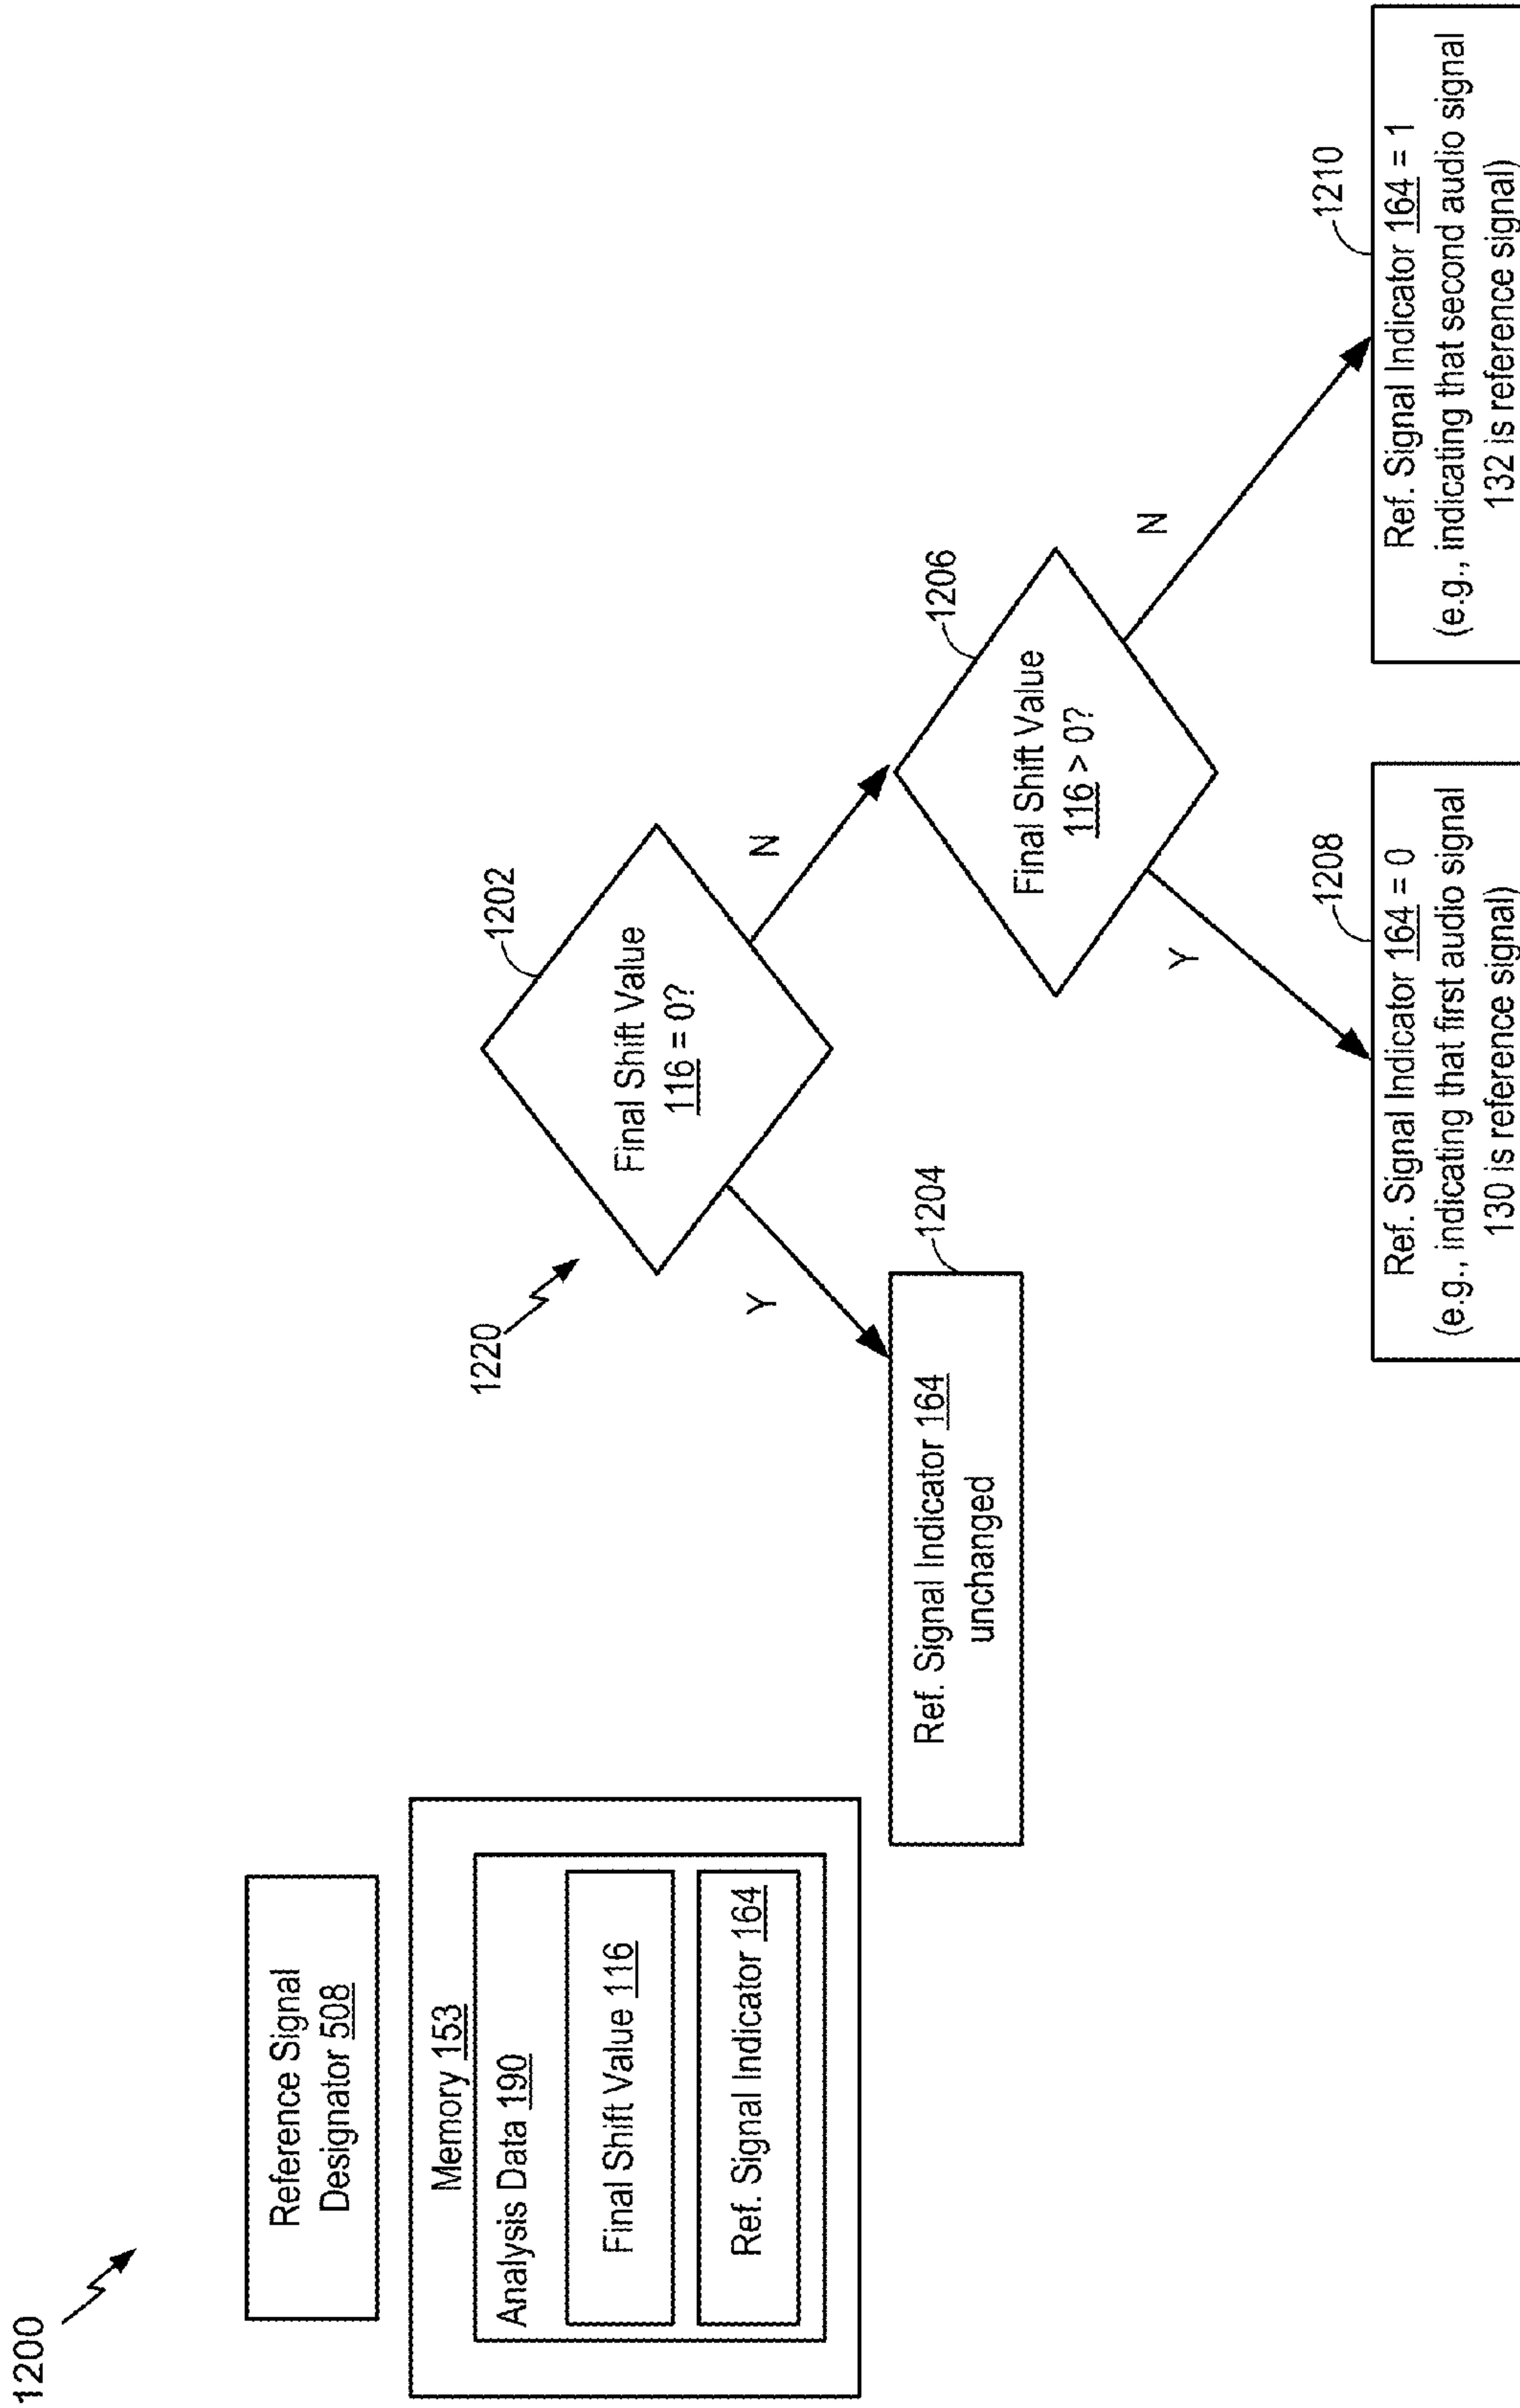 1200
Reference Signal
Designator 508
Memory 153
Analysis Data 190
Final Shift Value 116
Ref. Signal Indicator 164
1220
1202
Final Shift Value
116 = 0?
Y
N
1204
Ref. Signal Indicator 164
unchanged
1206
Final Shift Value
116 > 0?
Y
N
1208
Ref. Signal Indicator 164 = 0
(e.g., indicating that first audio signal
130 is reference signal)
1210
Ref. Signal Indicator 164 = 1
(e.g., indicating that second audio signal
132 is reference signal)